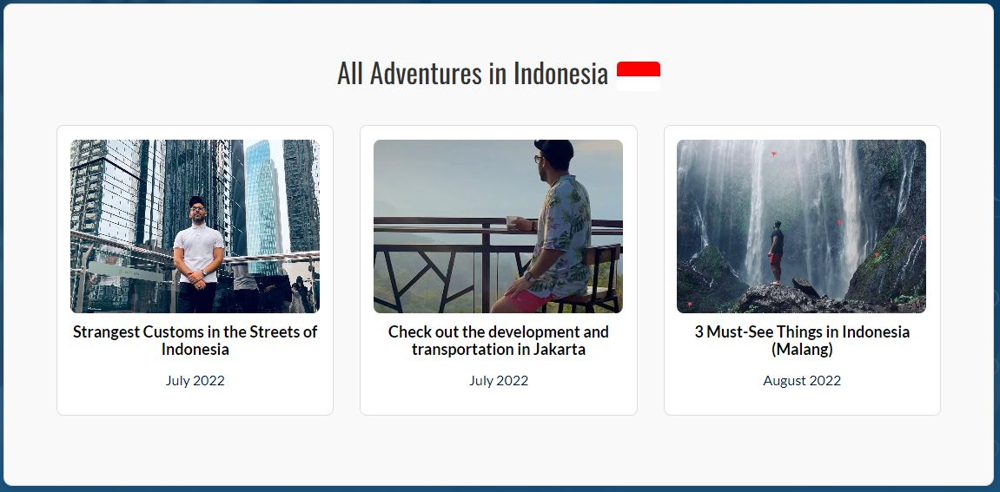 All Adventures in Indonesia
Strangest Customs in the Streets of
Indonesia
July 2022
Check out the development and
transportation in Jakarta
July 2022
3 Must-See Things in Indonesia
(Malang)
August 2022